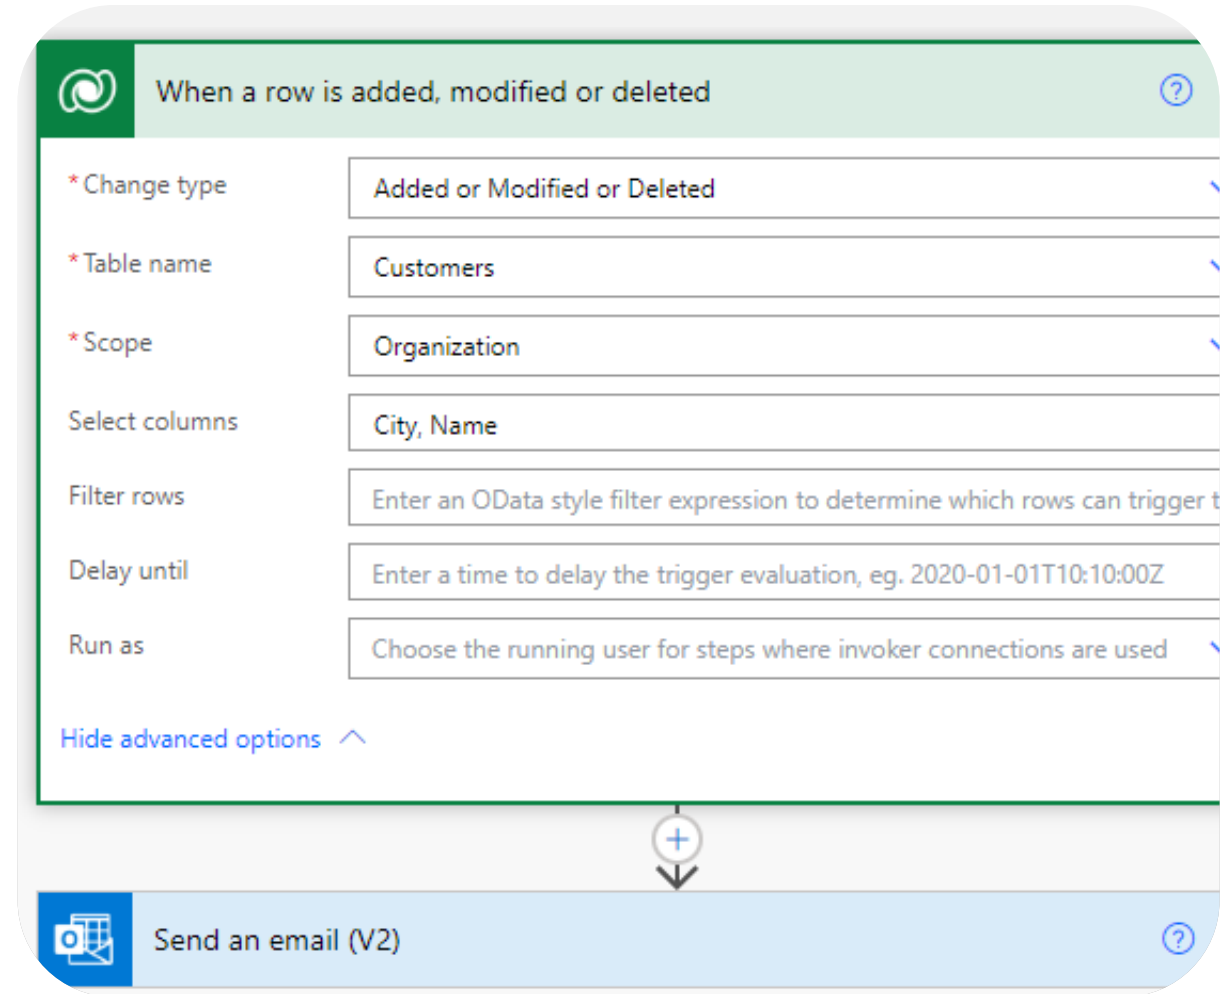 When a row is added, modified or deleted
* Change type
Added or Modified or Deleted
* Table name
Customers
* Scope
Organization
Select columns
City, Name
Filter rows
Enter an OData style filter expression to determine which rows can trigger t
Delay until
Enter a time to delay the trigger evaluation, eg. 2020-01-01T10:10:00Z
Run as
Choose the running user for steps where invoker connections are used
Hide advanced options
Send an email (V2)